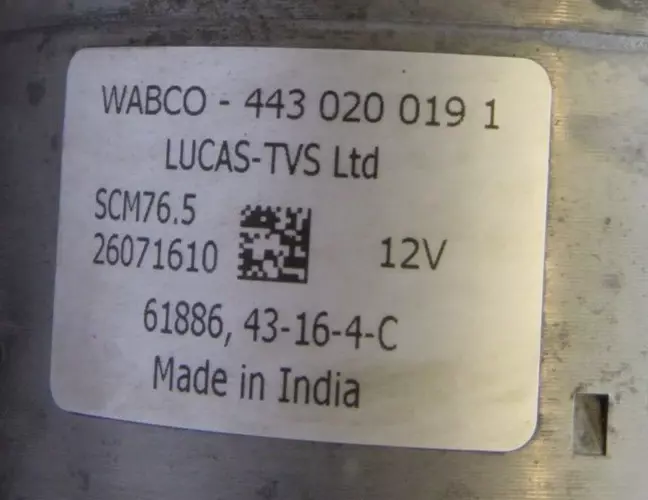 WABCO - 443 020 019 1
LUCAS-TVS Ltd
SCM76.5
26071610
12V
61886, 43-16-4-C
Made in India